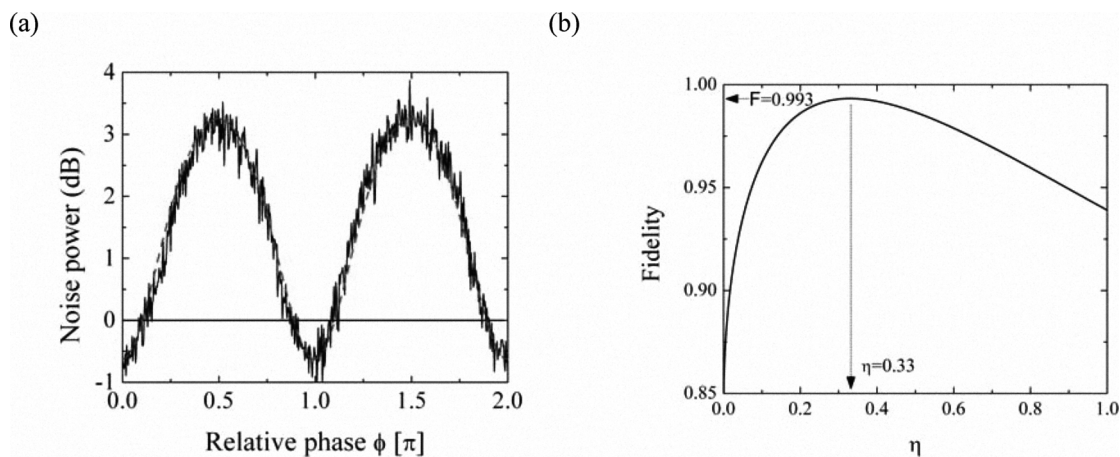 (a)
(b)
4
3
2
1
0
-1
0.0
0.5
1.0
1.5
2.0
Noise power (dB)
Relative phase ϕ [π]
1.00
0.95
0.90
0.85
F=0.993
η=0.33
0.0
0.2
0.4
0.6
0.8
1.0
Fidelity
η